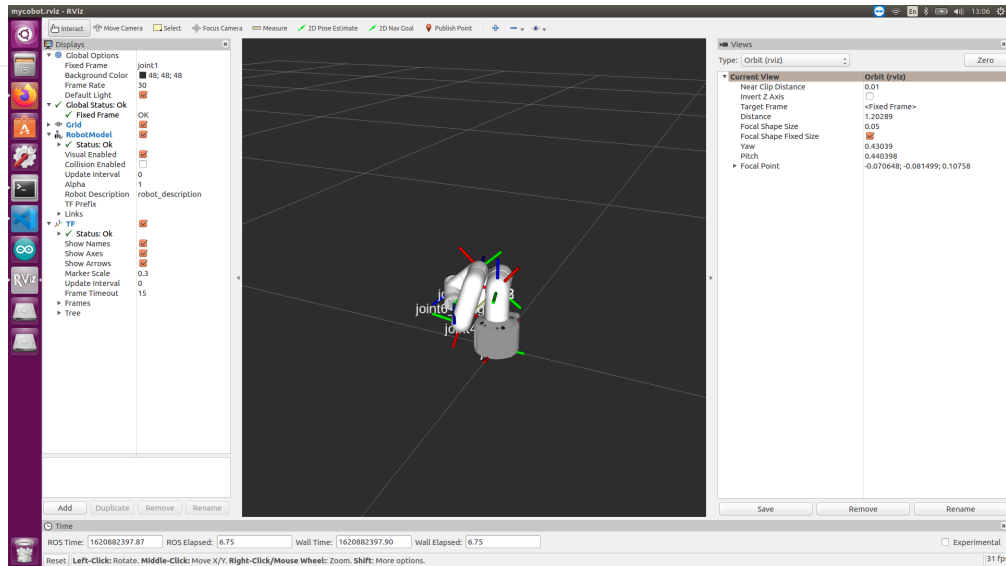 mycobot.rviz - RViz
En
13:06
Interact Move Camera Select Focus Camera Measure 2D Pose Estimate 2D Nav Goal Publish Point
Displays
Global Options
Fixed Frame joint1
Background Color 48; 48; 48
Frame Rate 30
Default Light
Global Status: Ok
Fixed Frame OK
Grid
RobotModel
Status: Ok
Visual Enabled
Collision Enabled
Update Interval 0
Alpha 1
Robot Description robot_description
TF Prefix
Links
TF
Status: Ok
Show Names
Show Axes
Show Arrows
Marker Scale 0.3
Update Interval 0
Frame Timeout 15
Frames
Tree
Add Duplicate Remove Rename
RViz
Views
Type: Orbit (rviz) Zero
Current View Orbit (rviz)
Near Clip Distance 0.01
Invert Z Axis
Target Frame <Fixed Frame>
Distance 1.20289
Focal Shape Size 0.05
Focal Shape Fixed Size
Yaw 0.43039
Pitch 0.440398
Focal Point -0.070648; -0.081499; 0.10758
Save Remove Rename
Time
ROS Time: 1620882397.87 ROS Elapsed: 6.75 Wall Time: 1620882397.90 Wall Elapsed: 6.75 Experimental
Reset Left-Click: Rotate. Middle-Click: Move X/Y. Right-Click/Mouse Wheel: Zoom. Shift: More options. 31 fps